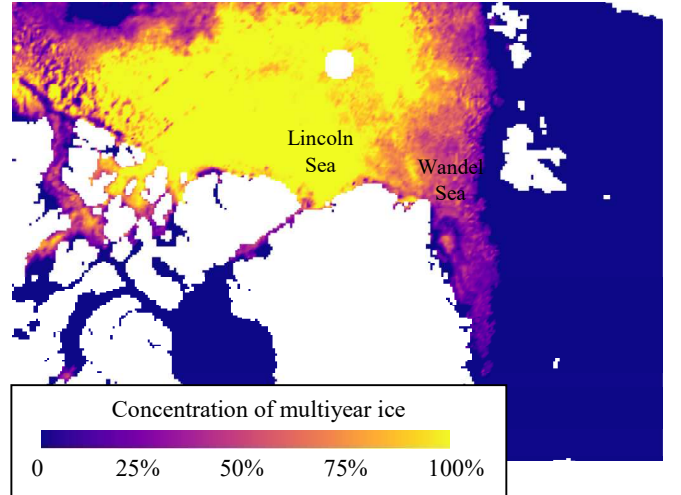 Lincoln
Sea
Wandel
Sea
Concentration of multiyear ice
0 25% 50% 75% 100%